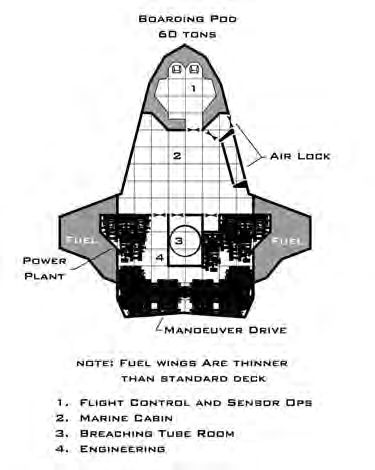 Boarding Pod
60 tons
1
2
Air Lock
Fuel
3
Fuel
4
Power
Plant
Manoeuver Drive
note: Fuel wings Are thinner
than standard deck
1. Flight Control and Sensor Ops
2. Marine Cabin
3. Breaching Tube Room
4. Engineering